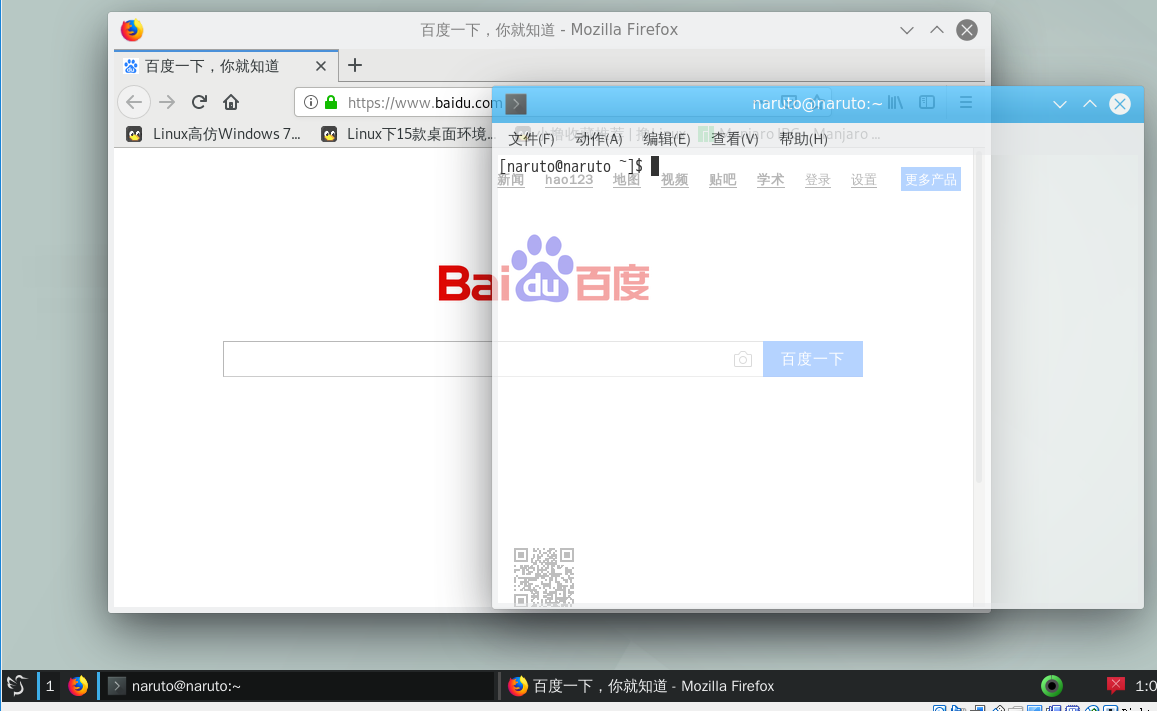 百度一下，你就知道 - Mozilla Firefox
百度一下，你就知道
https://www.baidu.com
naruto@naruto:~
Linux高仿Windows 7... Linux下15款桌面环境...
文件(F) 动作(A) 编辑(E) 查看(V) 帮助(H)
[naruto@naruto ~]$
新闻 hao123 地图 视频 贴吧 学术 登录 设置 更多产品
Bai du 百度
百度一下
1 naruto@naruto:~ 百度一下，你就知道 - Mozilla Firefox 1:0